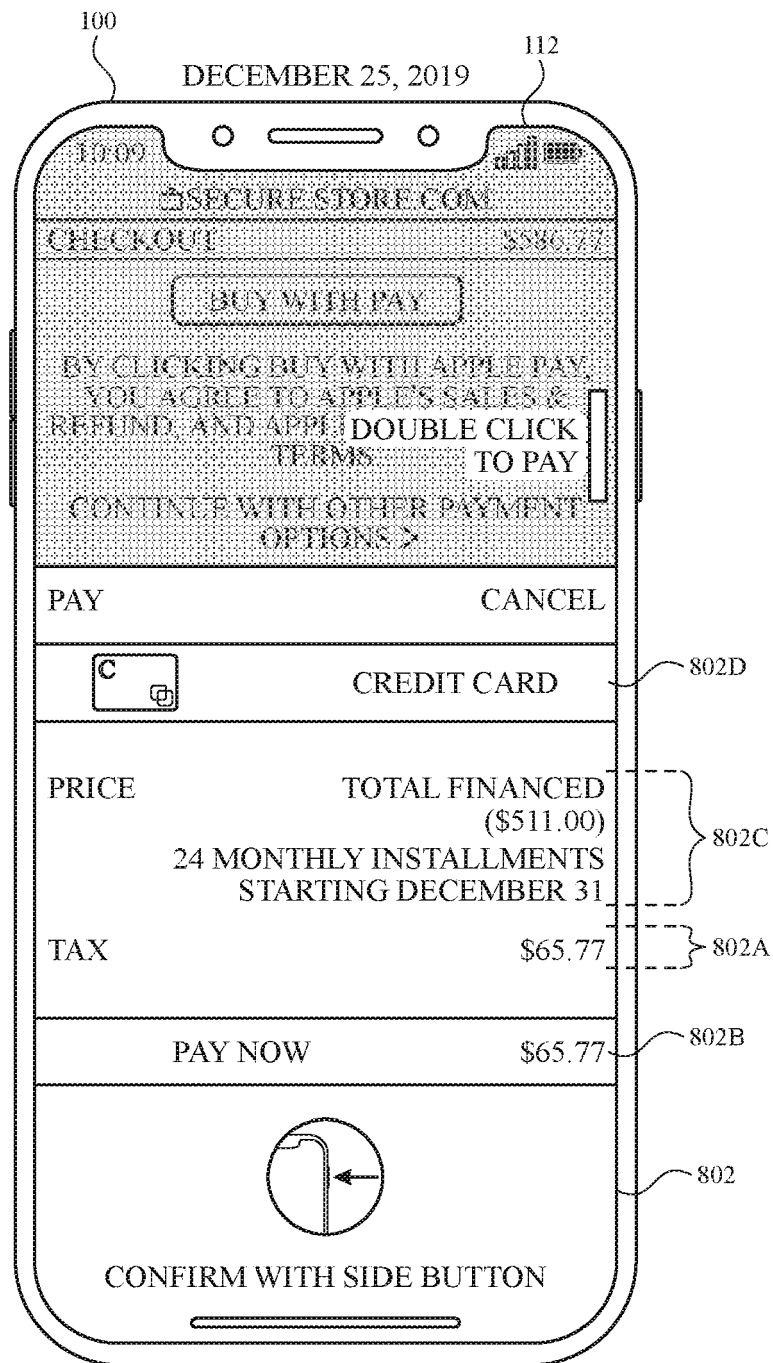 100
DECEMBER 25, 2019
112
10:09
SECURE.STORE.COM
CHECKOUT $586.77
BUY WITH PAY
BY CLICKING BUY WITH APPLE PAY,
YOU AGREE TO APPLE'S SALES &
REFUND, AND APPL
DOUBLE CLICK
TERMS
TO PAY
CONTINUE WITH OTHER PAYMENT
OPTIONS >
PAY CANCEL
C
CREDIT CARD
802D
PRICE TOTAL FINANCED
($511.00)
24 MONTHLY INSTALLMENTS
STARTING DECEMBER 31
802C
TAX $65.77
802A
PAY NOW $65.77
802B
802
CONFIRM WITH SIDE BUTTON